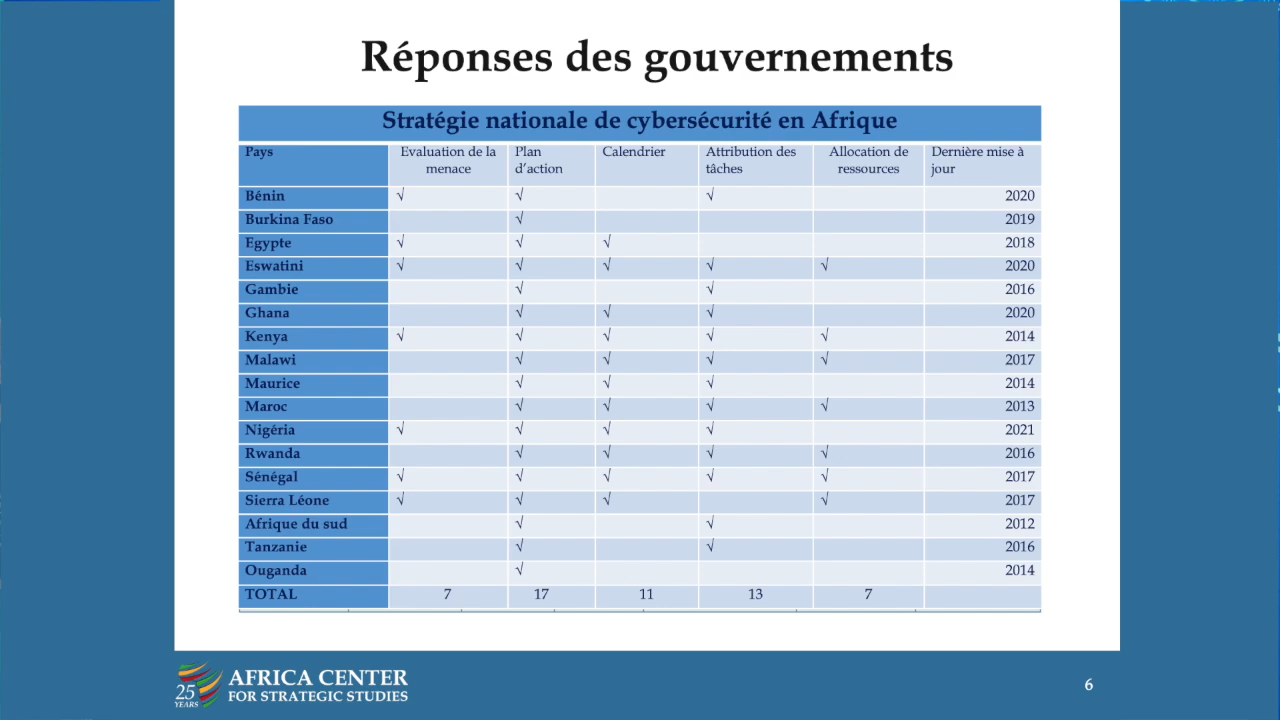 Réponses des gouvernements
Stratégie nationale de cybersécurité en Afrique
Pays Evaluation de la menace Plan d'action Calendrier Attribution des tâches Allocation de ressources Dernière mise à jour
Bénin √ √ √ 2020
Burkina Faso √ 2019
Egypte √ √ √ 2018
Eswatini √ √ √ √ √ 2020
Gambie √ √ 2016
Ghana √ √ √ 2020
Kenya √ √ √ √ √ 2014
Malawi √ √ √ √ 2017
Maurice √ √ √ 2014
Maroc √ √ √ √ 2013
Nigéria √ √ √ √ 2021
Rwanda √ √ √ √ 2016
Sénégal √ √ √ √ √ 2017
Sierra Léone √ √ √ √ 2017
Afrique du sud √ √ 2012
Tanzanie √ √ 2016
Ouganda √ 2014
TOTAL 7 17 11 13 7
25 YEARS
AFRICA CENTER
FOR STRATEGIC STUDIES
6